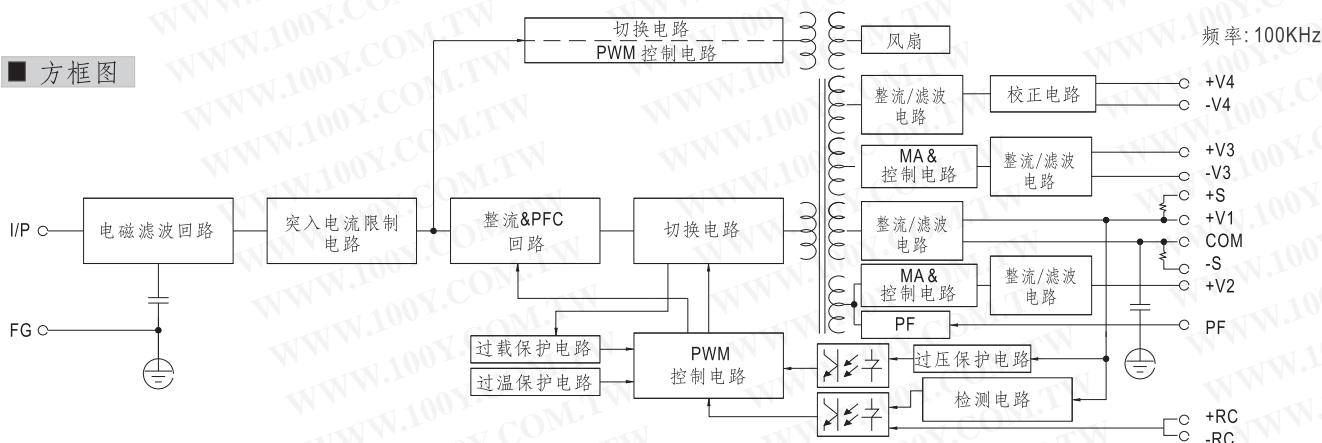 ■ 方框图
频率: 100KHz
切换电路
PWM 控制电路
风扇
整流/滤波
电路
校正电路
+V4
-V4
MA &
控制电路
整流/滤波
电路
+V3
-V3
+S
I/P
电磁滤波回路
突入电流限制
电路
整流&PFC
回路
切换电路
整流/滤波
电路
+V1
COM
-S
MA &
控制电路
整流/滤波
电路
+V2
FG
PF
PF
过载保护电路
过温保护电路
PWM
控制电路
过压保护电路
检测电路
+RC
-RC
WWW.100Y.COM.TW